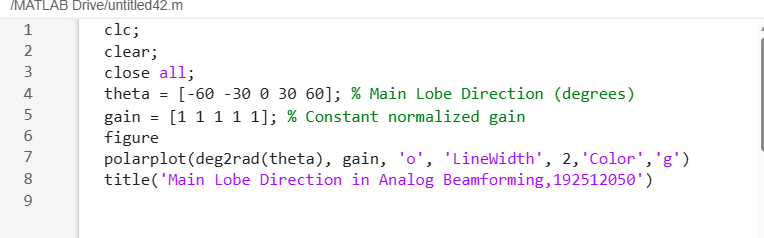 /MATLAB Drive/untitled42.m
1 clc;
2 clear;
3 close all;
4 theta = [-60 -30 0 30 60]; % Main Lobe Direction (degrees)
5 gain = [1 1 1 1 1]; % Constant normalized gain
6 figure
7 polarplot(deg2rad(theta), gain, 'o', 'LineWidth', 2,'Color','g')
8 title('Main Lobe Direction in Analog Beamforming,192512050')
9